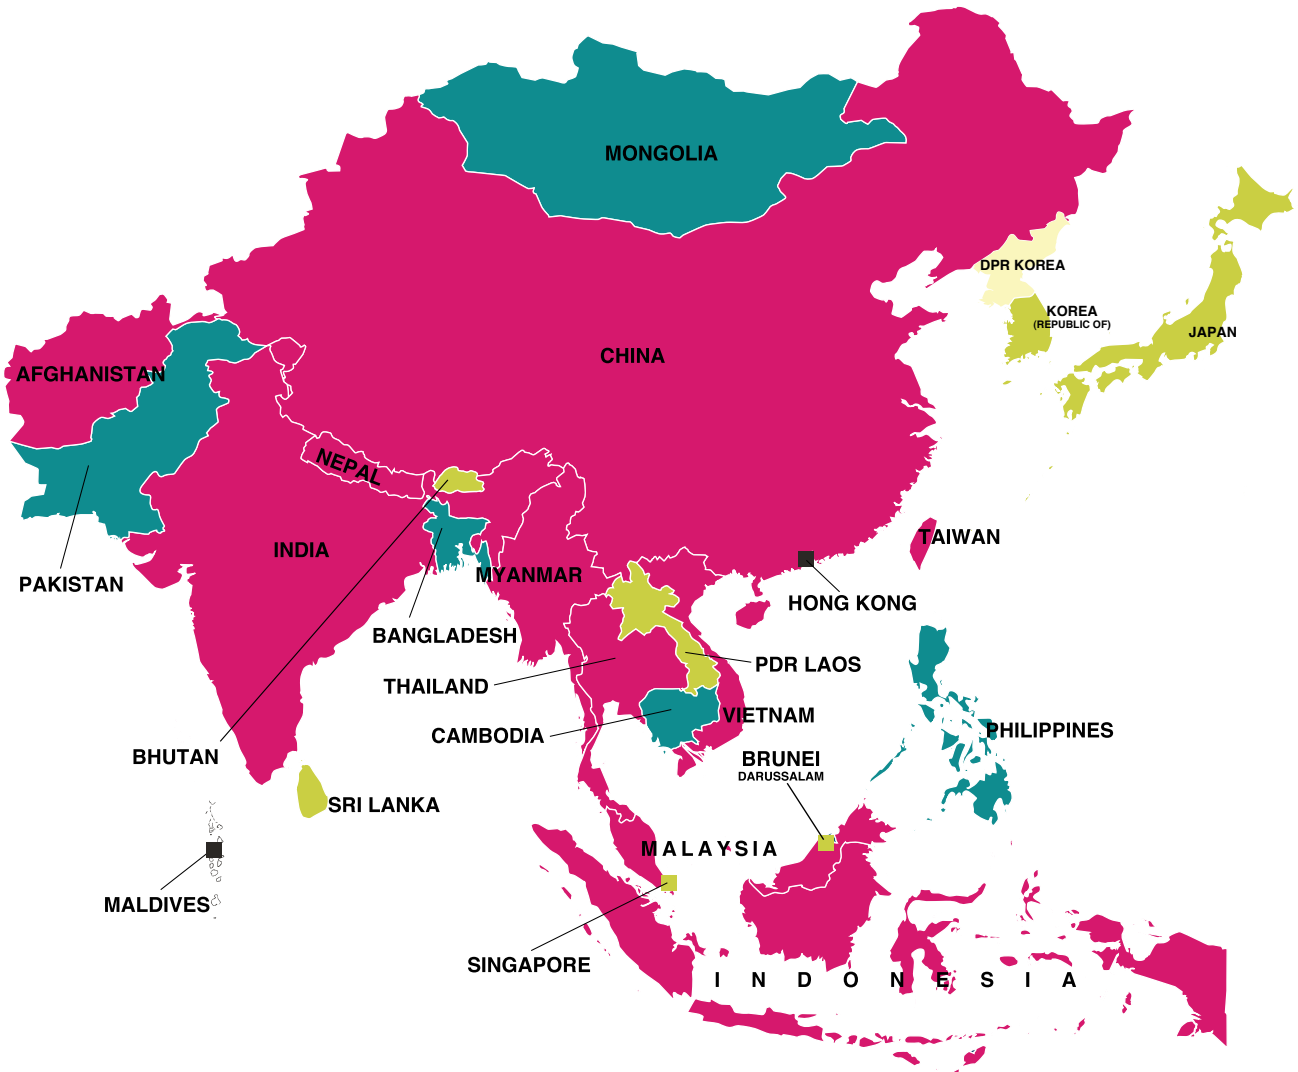 MONGOLIA
DPR KOREA
KOREA
(REPUBLIC OF)
JAPAN
CHINA
AFGHANISTAN
NEPAL
TAIWAN
INDIA
MYANMAR
PAKISTAN
HONG KONG
BANGLADESH
PDR LAOS
THAILAND
VIETNAM
PHILIPPINES
CAMBODIA
BHUTAN
BRUNEI
DARUSSALAM
SRI LANKA
MALAYSIA
MALDIVES
SINGAPORE
INDONESIA